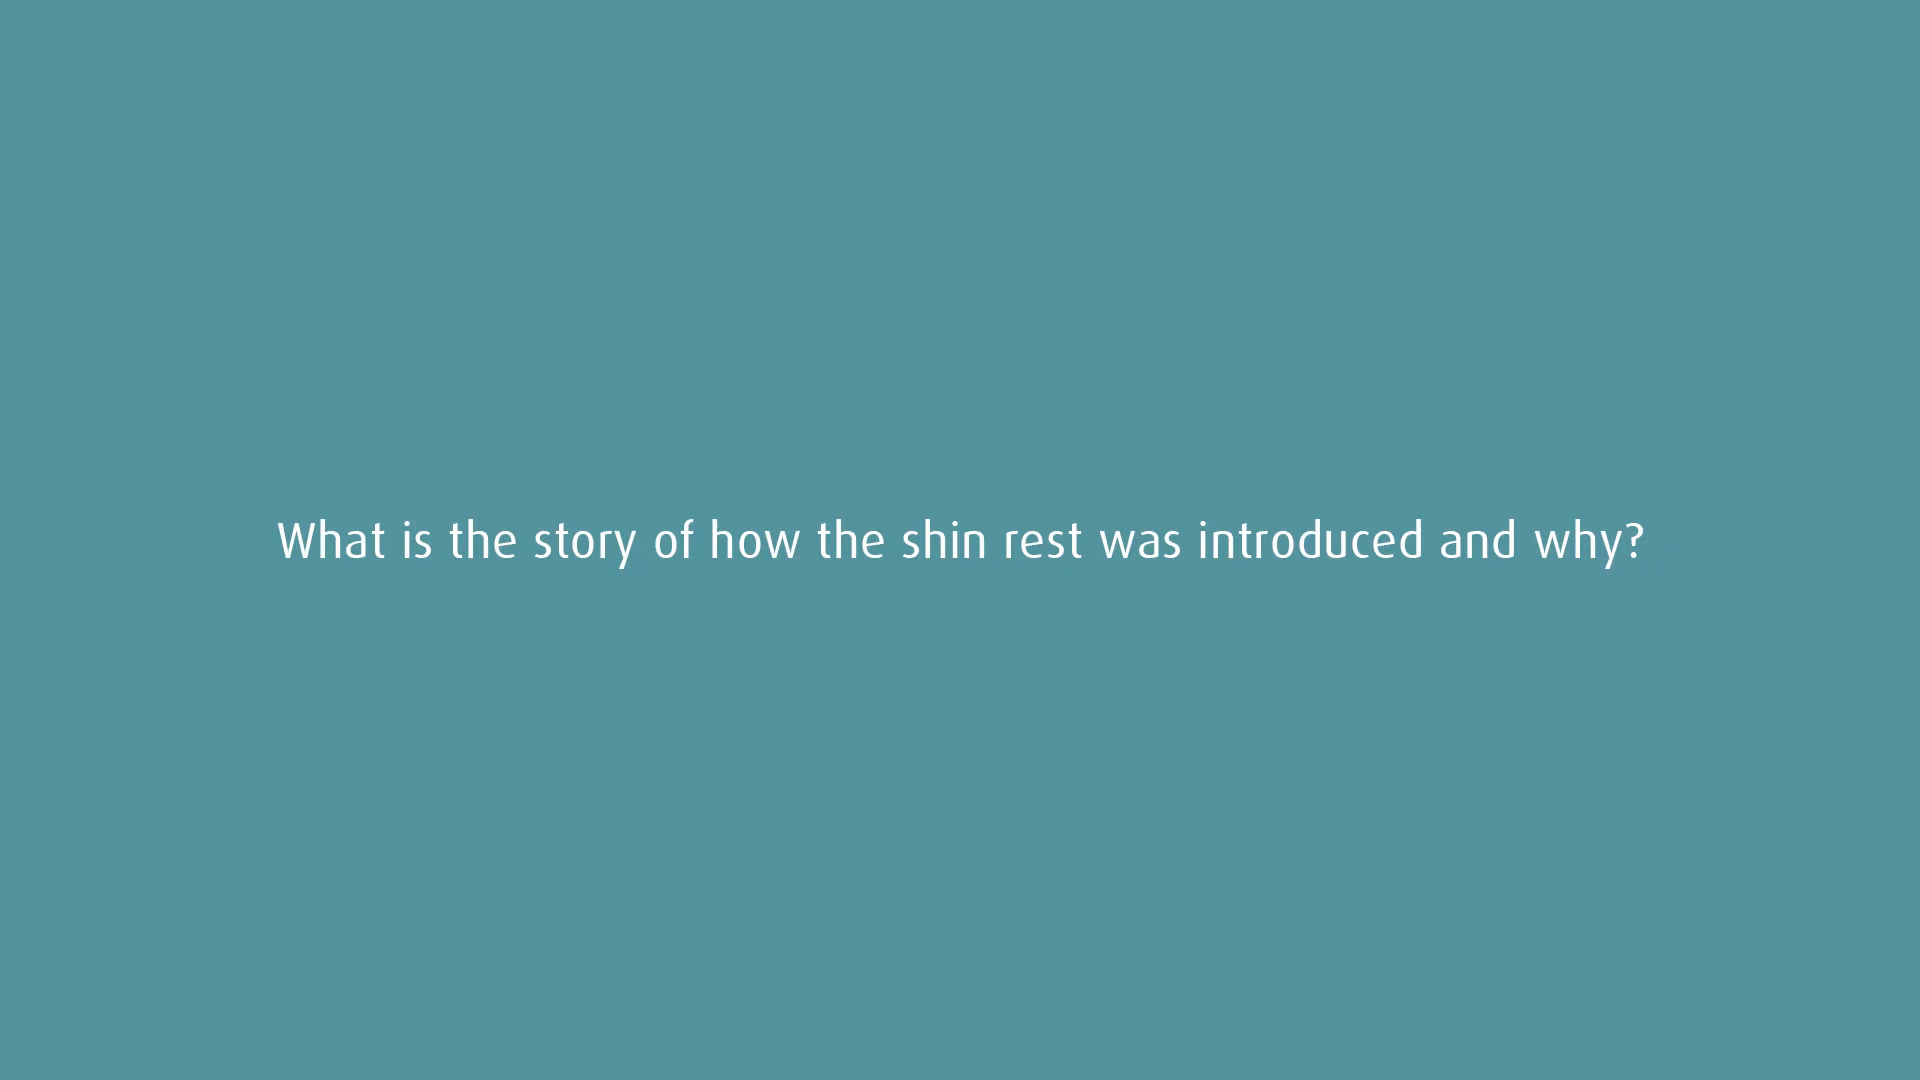 What is the story of how the shin rest was introduced and why?